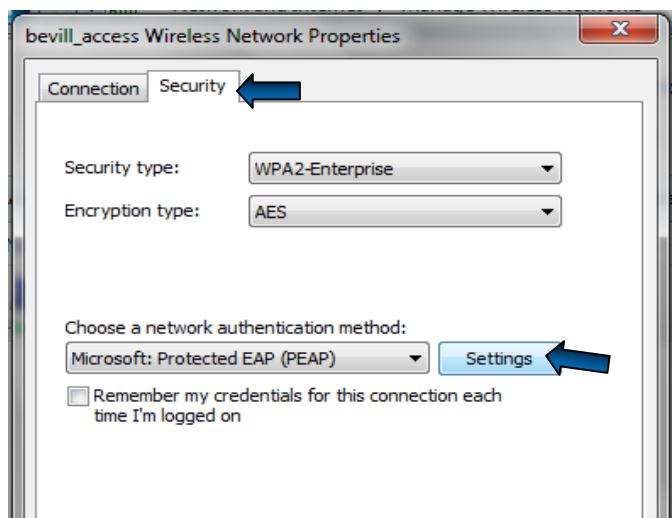 bevill_access Wireless Network Properties
Connection Security
Security type: WPA2-Enterprise
Encryption type: AES
Choose a network authentication method:
Microsoft: Protected EAP (PEAP) Settings
Remember my credentials for this connection each
time I'm logged on